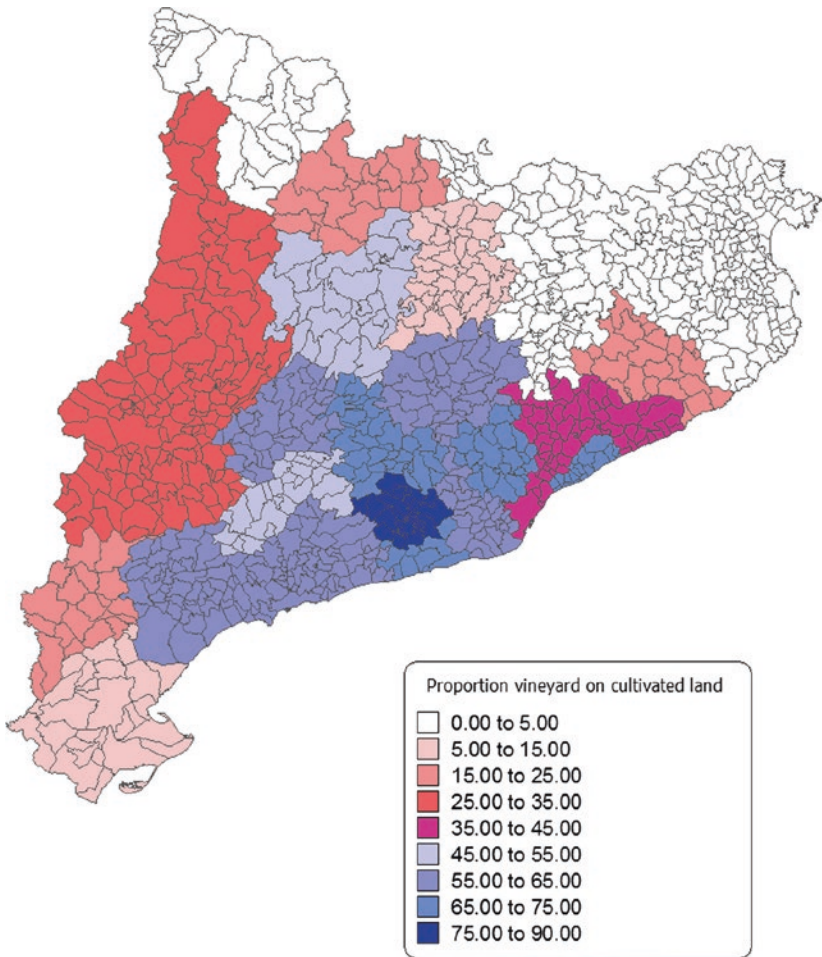 Proportion vineyard on cultivated land
0.00 to 5.00
5.00 to 15.00
15.00 to 25.00
25.00 to 35.00
35.00 to 45.00
45.00 to 55.00
55.00 to 65.00
65.00 to 75.00
75.00 to 90.00